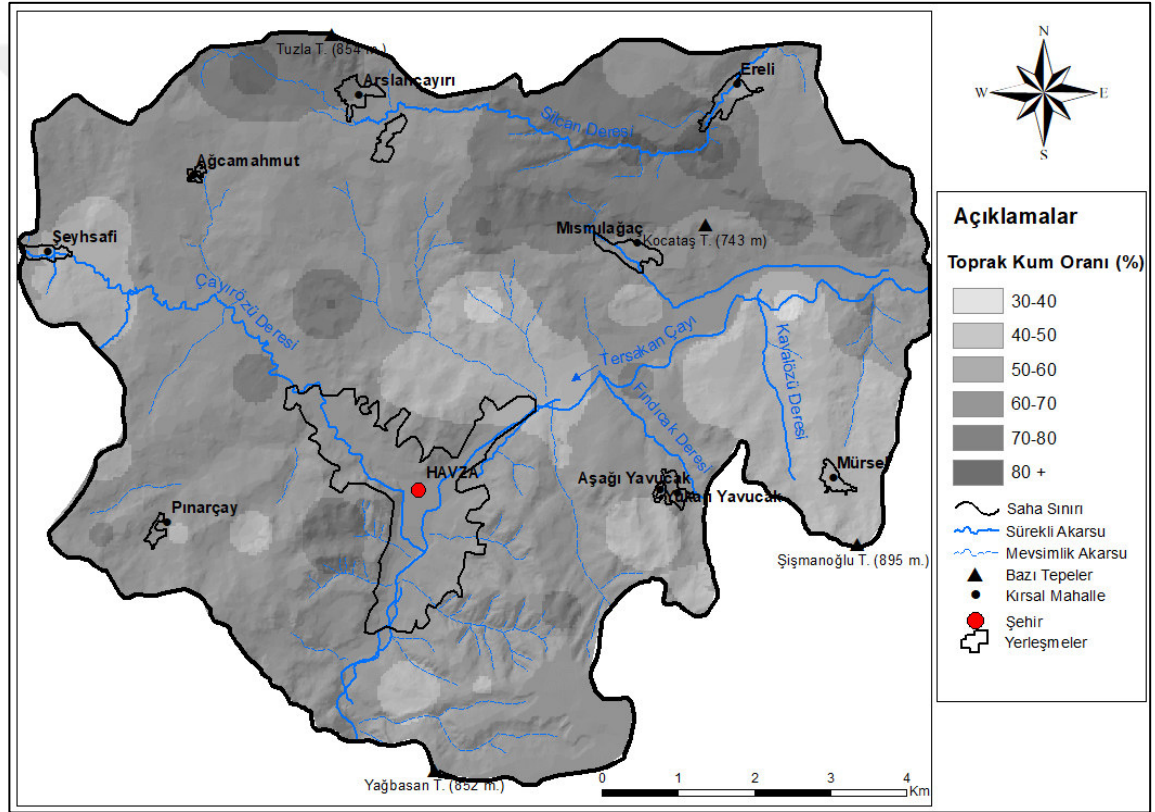 Tuzla T. (854 m.)
Arslançayırı
Ereli
Silcan Deresi
Ağcamahmut
Şeyhsafi
Mısmılağaç
Kocataş T. (743 m)
Çayırözü Deresi
Tersakan Çayı
Kavalözü Deresi
Fındıcak Deresi
HAVZA
Aşağı Yavucak
Yukarı Yavucak
Mürsel
Pınarçay
Şişmanoğlu T. (895 m.)
Yağbasan T. (852 m.)
0 1 2 3 4
Km
N
W E
S
Açıklamalar
Toprak Kum Oranı (%)
30-40
40-50
50-60
60-70
70-80
80 +
Saha Sınırı
Sürekli Akarsu
Mevsimlik Akarsu
Bazı Tepeler
Kırsal Mahalle
Şehir
Yerleşmeler